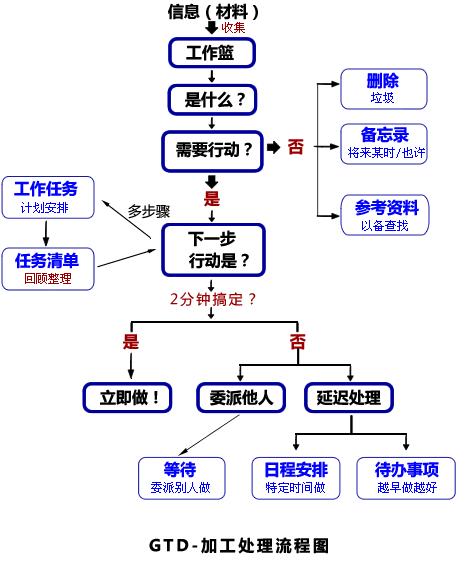 信息（材料）
收集
工作篮
是什么？
需要行动？
否
删除
垃圾
备忘录
将来某时/也许
参考资料
以备查找
是
工作任务
计划安排
多步骤
任务清单
回顾整理
下一步
行动是？
2分钟搞定？
是
否
立即做！
委派他人
延迟处理
等待
委派别人做
日程安排
特定时间做
待办事项
越早做越好
GTD-加工处理流程图